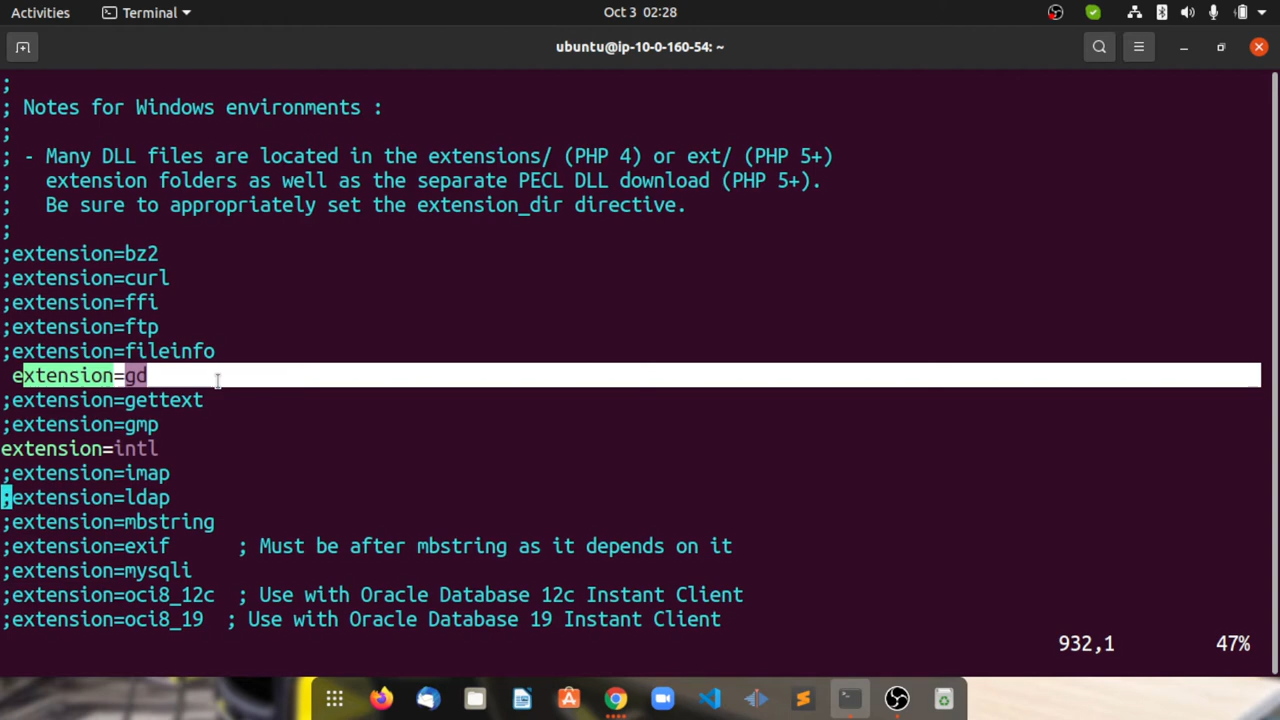 Activities
Terminal
Oct 3 02:28
ubuntu@ip-10-0-160-54: ~
;
; Notes for Windows environments :
;
; - Many DLL files are located in the extensions/ (PHP 4) or ext/ (PHP 5+)
;   extension folders as well as the separate PECL DLL download (PHP 5+).
;   Be sure to appropriately set the extension_dir directive.
;
;extension=bz2
;extension=curl
;extension=ffi
;extension=ftp
;extension=fileinfo
 extension=gd
;extension=gettext
;extension=gmp
extension=intl
;extension=imap
;extension=ldap
;extension=mbstring
;extension=exif      ; Must be after mbstring as it depends on it
;extension=mysqli
;extension=oci8_12c  ; Use with Oracle Database 12c Instant Client
;extension=oci8_19  ; Use with Oracle Database 19 Instant Client
932,1 47%